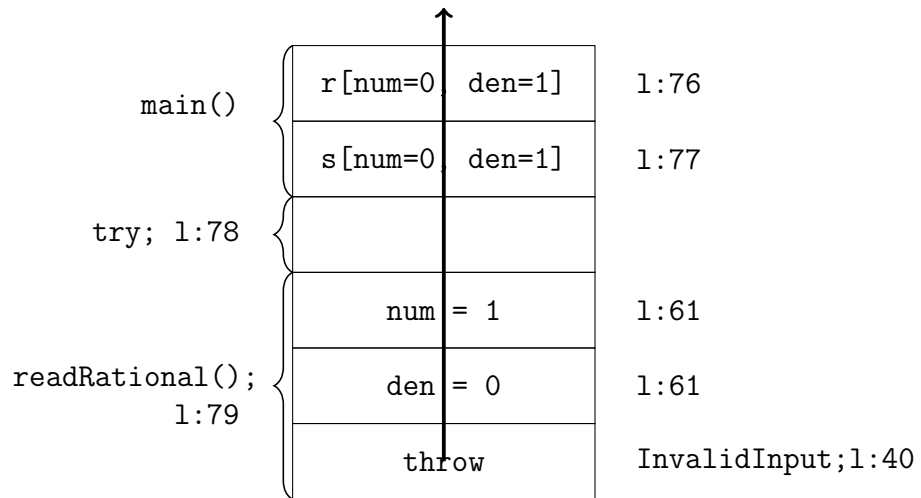 main()
r[num=0, den=1] l:76
s[num=0, den=1] l:77
try; l:78
num = 1 l:61
readRational();
l:79
den = 0 l:61
throw InvalidInput;l:40